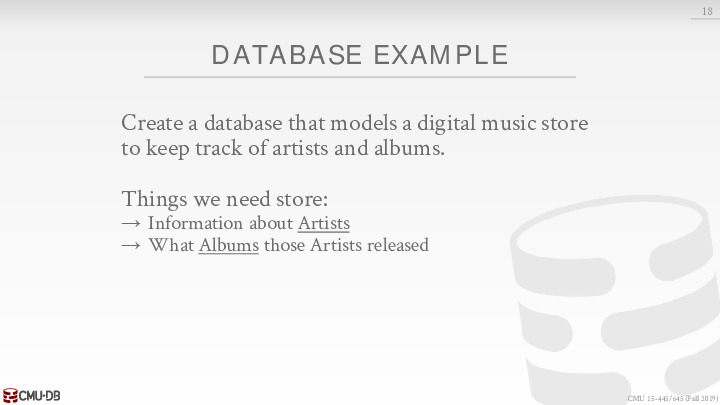 18
DATABASE EXAMPLE
Create a database that models a digital music store
to keep track of artists and albums.
Things we need store:
→ Information about Artists
→ What Albums those Artists released
CMU·DB
CMU 15-445/645 (Fall 2019)